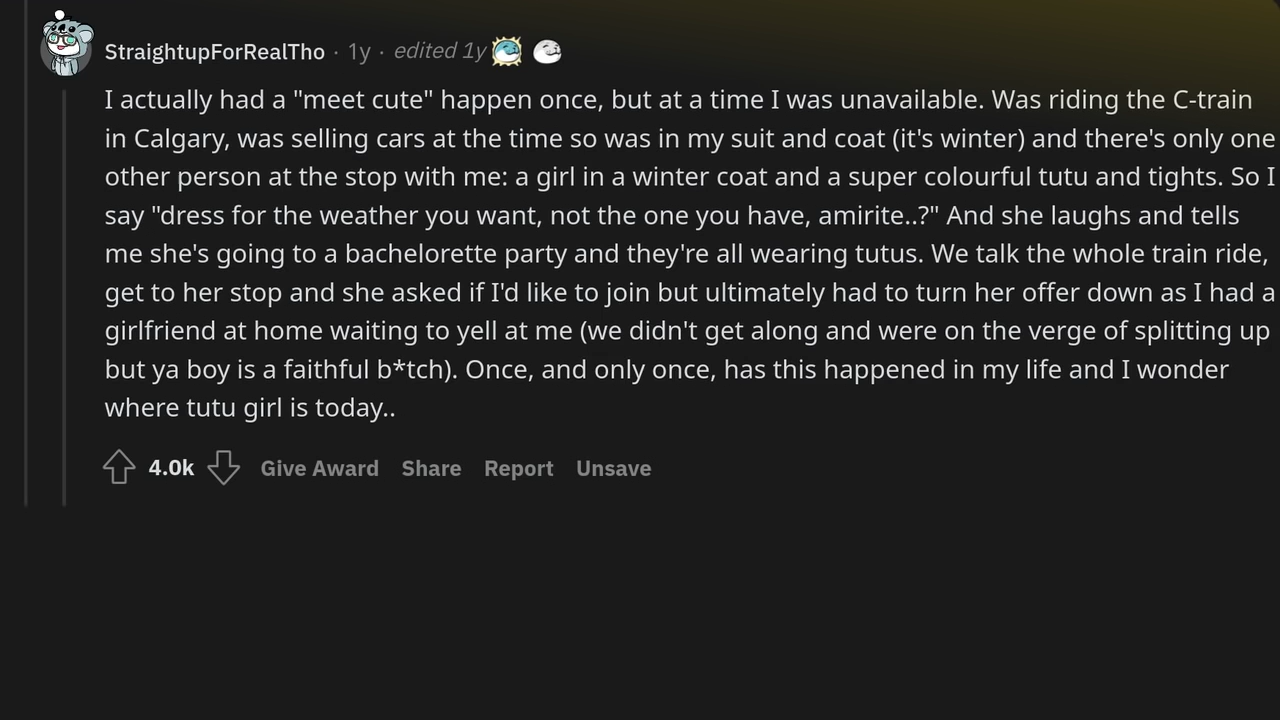 StraightupForRealTho · 1y · edited 1y
I actually had a "meet cute" happen once, but at a time I was unavailable. Was riding the C-train
in Calgary, was selling cars at the time so was in my suit and coat (it's winter) and there's only one
other person at the stop with me: a girl in a winter coat and a super colourful tutu and tights. So I
say "dress for the weather you want, not the one you have, amirite..?" And she laughs and tells
me she's going to a bachelorette party and they're all wearing tutus. We talk the whole train ride,
get to her stop and she asked if I'd like to join but ultimately had to turn her offer down as I had a
girlfriend at home waiting to yell at me (we didn't get along and were on the verge of splitting up
but ya boy is a faithful b*tch). Once, and only once, has this happened in my life and I wonder
where tutu girl is today..
4.0k Give Award Share Report Unsave